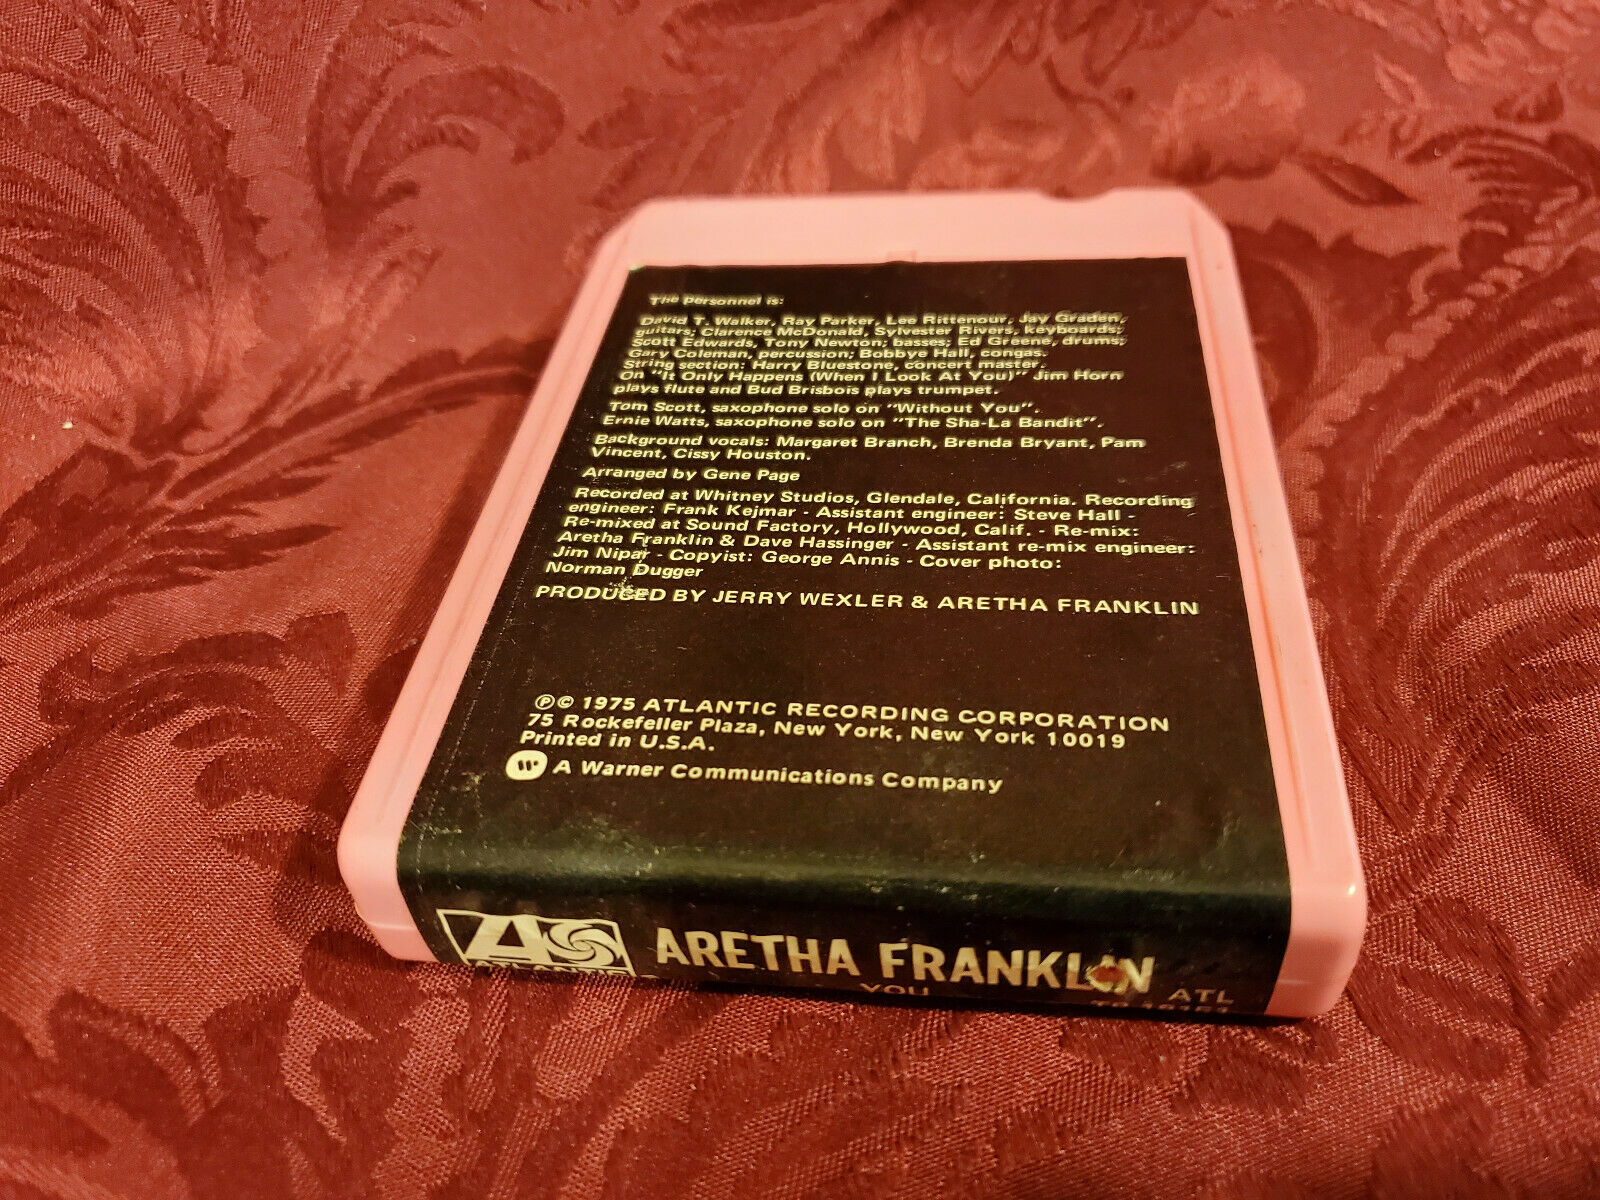 The personnel is:
David T. Walker, Ray Parker, Lee Rittenour, Jay Graden,
guitars; Clarence McDonald, Sylvester Rivers, keyboards;
Scott Edwards, Tony Newton; basses; Ed Greene, drums;
Gary Coleman, percussion; Bobbye Hall, congas.
String section: Harry Bluestone, concert master.
On "It Only Happens (When I Look At You)" Jim Horn
plays flute and Bud Brisbois plays trumpet.
Tom Scott, saxophone solo on "Without You".
Ernie Watts, saxophone solo on "The Sha-La Bandit".
Background vocals: Margaret Branch, Brenda Bryant, Pam
Vincent, Cissy Houston.
Arranged by Gene Page
Recorded at Whitney Studios, Glendale, California. Recording
engineer: Frank Kejmar - Assistant engineer: Steve Hall -
Re-mixed at Sound Factory, Hollywood, Calif. - Re-mix:
Aretha Franklin & Dave Hassinger - Assistant re-mix engineer:
Jim Nipar - Copyist: George Annis - Cover photo:
Norman Dugger
PRODUCED BY JERRY WEXLER & ARETHA FRANKLIN
℗© 1975 ATLANTIC RECORDING CORPORATION
75 Rockefeller Plaza, New York, New York 10019
Printed in U.S.A.
A Warner Communications Company
ATLANTIC
ARETHA FRANKLIN
YOU
ATL